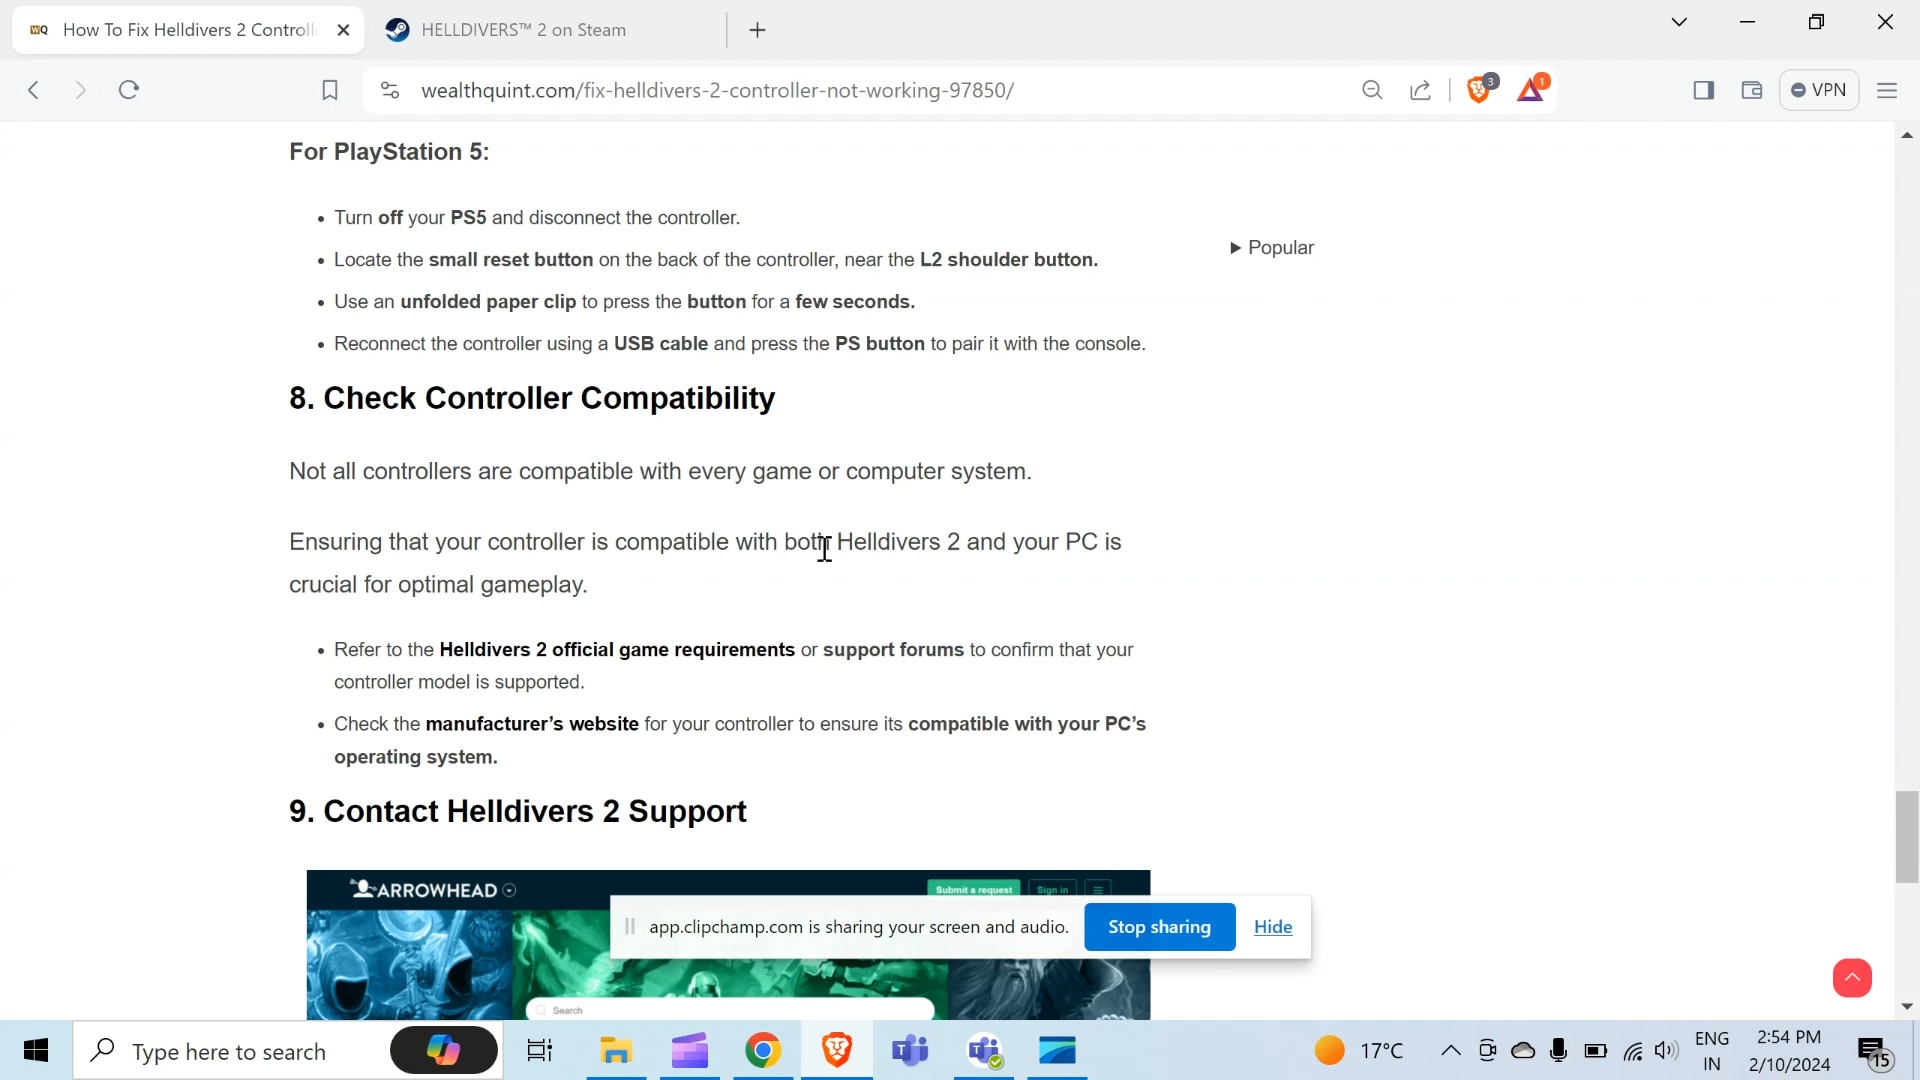 WQ How To Fix Helldivers 2 Controll
HELLDIVERS™ 2 on Steam
wealthquint.com/fix-helldivers-2-controller-not-working-97850/
3
1
VPN
For PlayStation 5:
• Turn off your PS5 and disconnect the controller.
• Locate the small reset button on the back of the controller, near the L2 shoulder button.
• Use an unfolded paper clip to press the button for a few seconds.
• Reconnect the controller using a USB cable and press the PS button to pair it with the console.
Popular
8. Check Controller Compatibility
Not all controllers are compatible with every game or computer system.
Ensuring that your controller is compatible with both Helldivers 2 and your PC is
crucial for optimal gameplay.
• Refer to the Helldivers 2 official game requirements or support forums to confirm that your
controller model is supported.
• Check the manufacturer’s website for your controller to ensure its compatible with your PC’s
operating system.
9. Contact Helldivers 2 Support
ARROWHEAD
Submit a request
Sign in
app.clipchamp.com is sharing your screen and audio.
Stop sharing
Hide
Search
Type here to search
17°C
ENG
IN
2:54 PM
2/10/2024
15